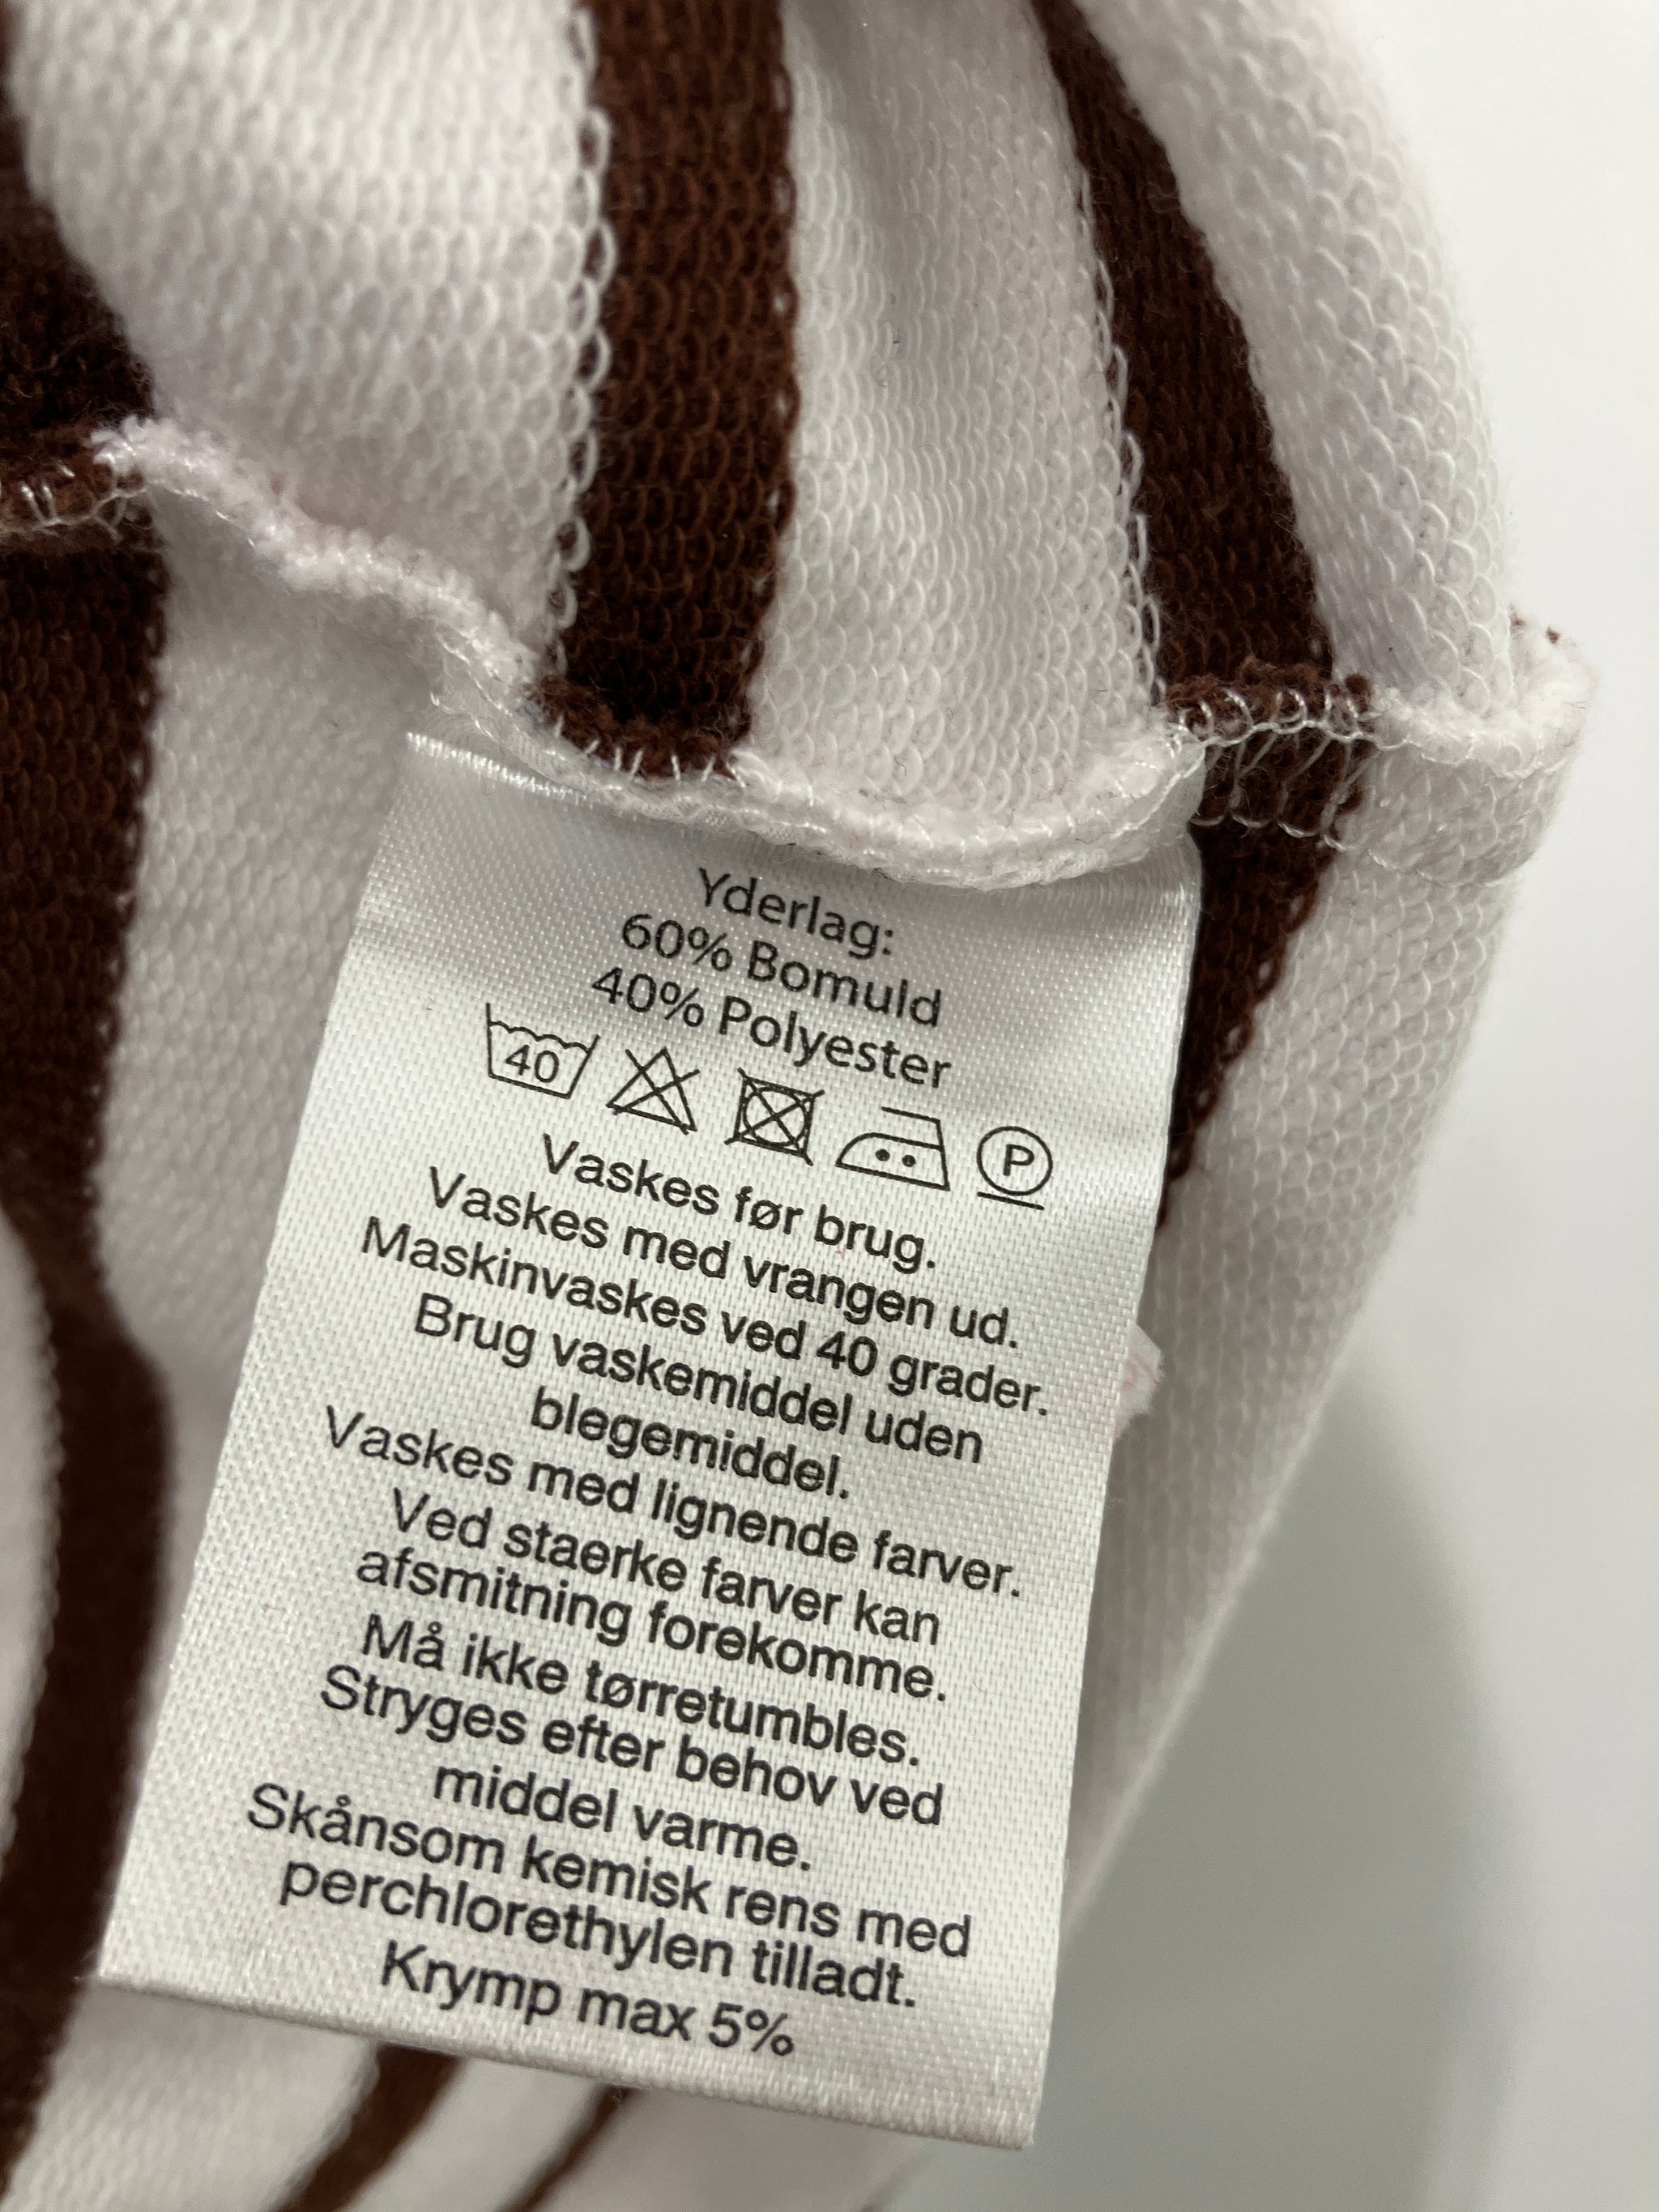 Yderlag:
60% Bomuld
40% Polyester
40 P
Vaskes før brug.
Vaskes med vrangen ud.
Maskinvaskes ved 40 grader.
Brug vaskemiddel uden
blegemiddel.
Vaskes med lignende farver.
Ved staerke farver kan
afsmitning forekomme.
Må ikke tørretumbles.
Stryges efter behov ved
middel varme.
Skånsom kemisk rens med
perchlorethylen tilladt.
Krymp max 5%